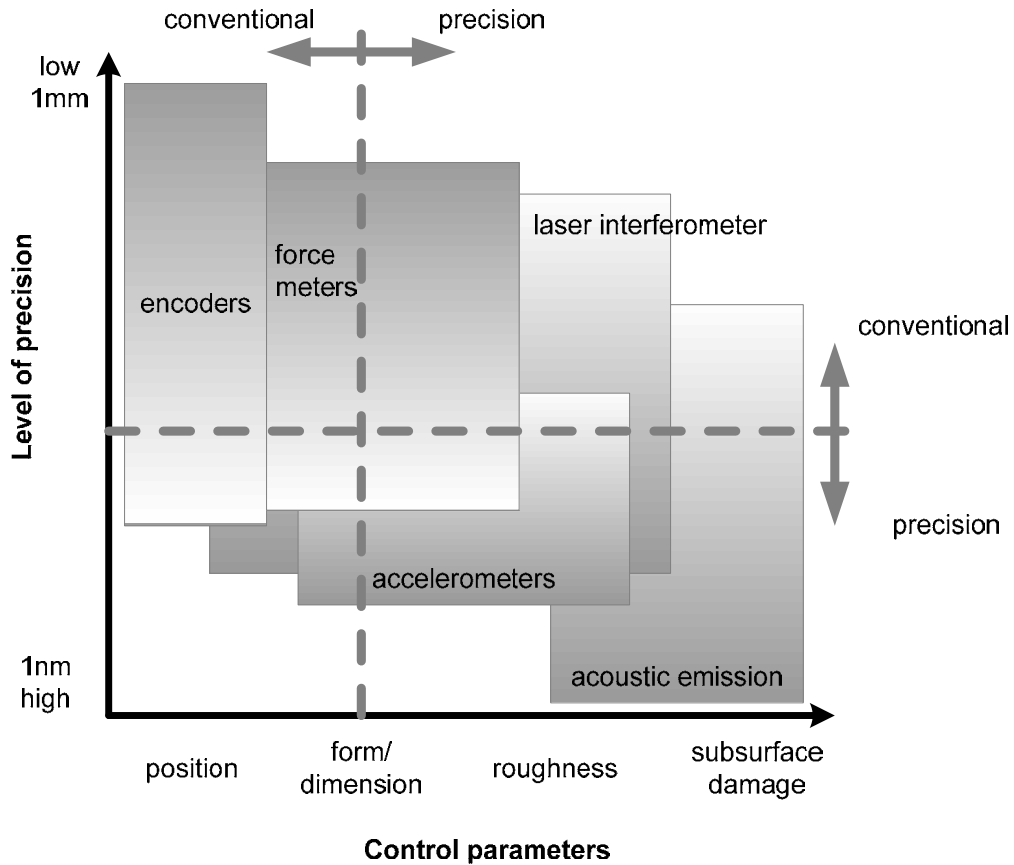 conventional
precision
low
1mm
Level of precision
encoders
force
meters
laser interferometer
conventional
precision
accelerometers
acoustic emission
1nm
high
position
form/
dimension
roughness
subsurface
damage
Control parameters